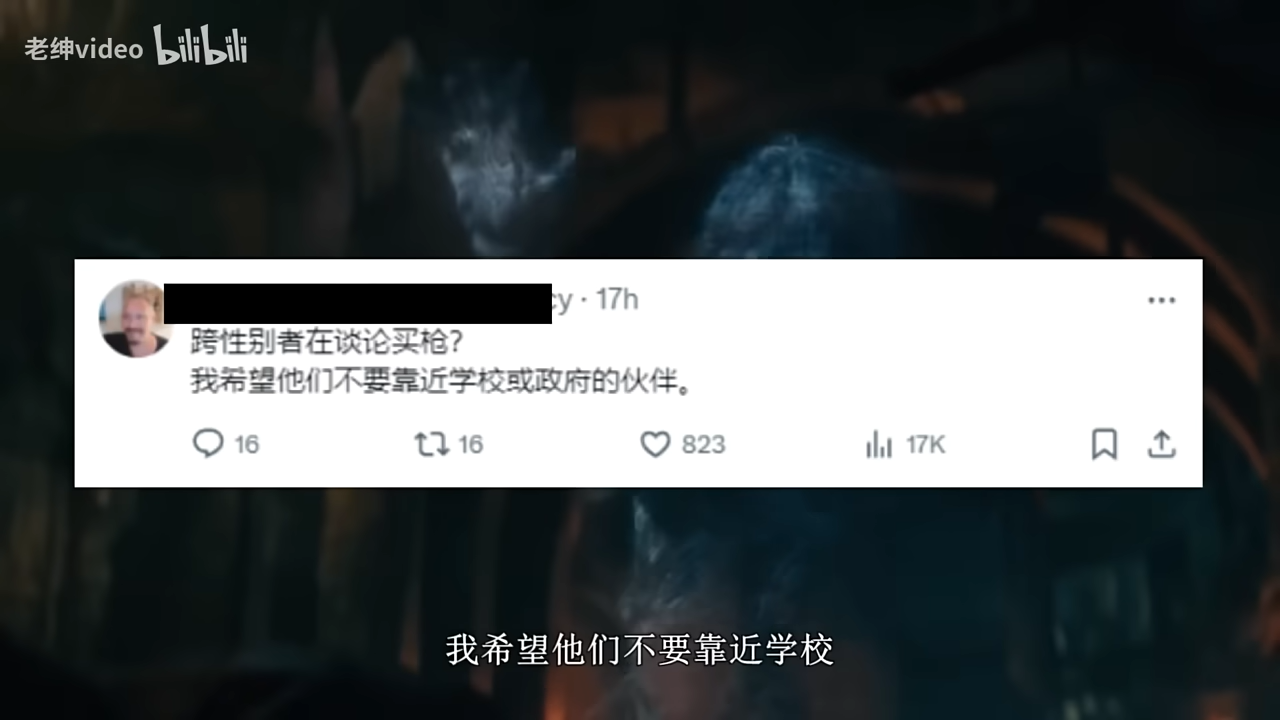 老绅video bilibili
cy · 17h
跨性别者在谈论买枪?
我希望他们不要靠近学校或政府的伙伴。
16 16 823 17K
我希望他们不要靠近学校